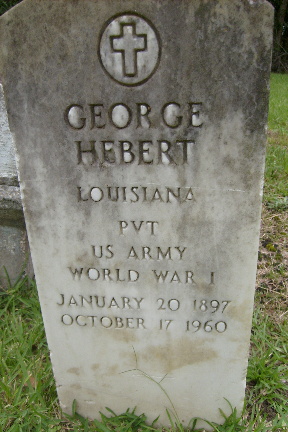 GEORGE
HEBERT
LOUISIANA
PVT
US ARMY
WORLD WAR I
JANUARY 20 1897
OCTOBER 17 1960